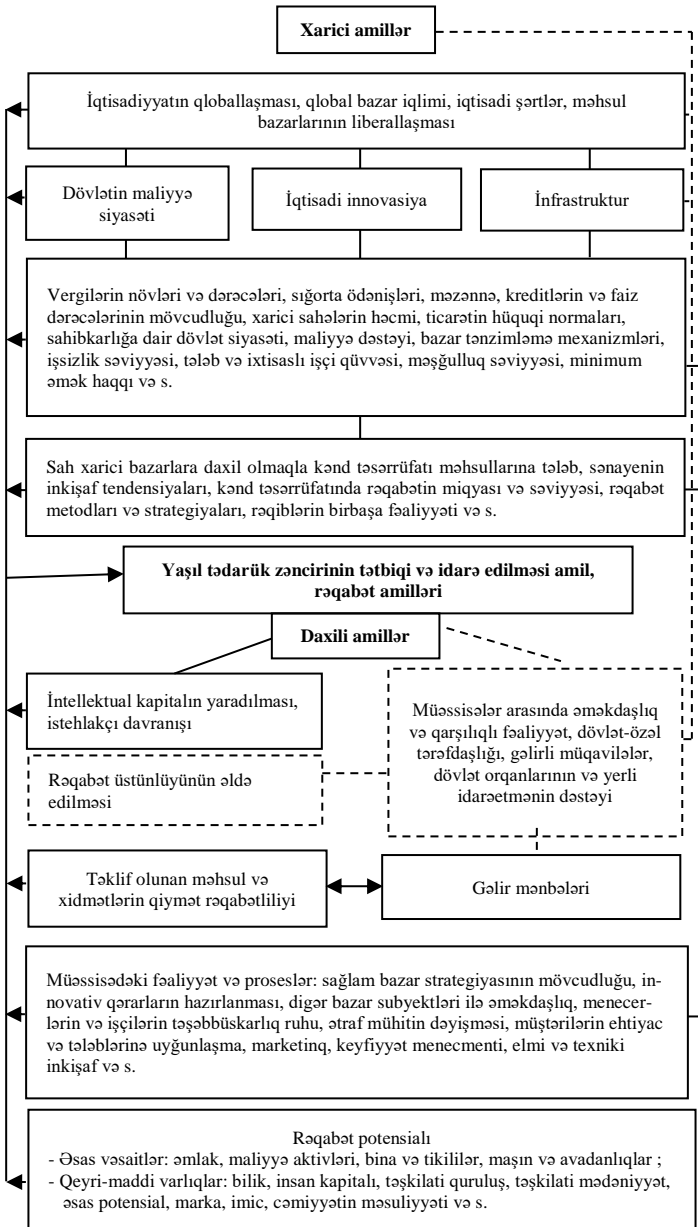 Xarici amillər
İqtisadiyyatın qloballaşması, qlobal bazar iqlimi, iqtisadi şərtlər, məhsul
bazarlarının liberallaşması
Dövlətin maliyyə
siyasəti
İqtisadi innovasiya
İnfrastruktur
Vergilərin növləri və dərəcələri, sığorta ödənişləri, məzənnə, kreditlərin və faiz
dərəcələrinin mövcudluğu, xarici sahələrin həcmi, ticarətin hüquqi normaları,
sahibkarlığa dair dövlət siyasəti, maliyyə dəstəyi, bazar tənzimləmə mexanizmləri,
işsizlik səviyyəsi, tələb və ixtisaslı işçi qüvvəsi, məşğulluq səviyyəsi, minimum
əmək haqqı və s.
Sah xarici bazarlara daxil olmaqla kənd təsərrüfatı məhsullarına tələb, sənayenin
inkişaf tendensiyaları, kənd təsərrüfatında rəqabətin miqyası və səviyyəsi, rəqabət
metodları və strategiyaları, rəqiblərin birbaşa fəaliyyəti və s.
Yaşıl tədarük zəncirinin tətbiqi və idarə edilməsi amil,
rəqabət amilləri
Daxili amillər
İntellektual kapitalın yaradılması,
istehlakçı davranışı
Müəssisələr arasında əməkdaşlıq
və qarşılıqlı fəaliyyət, dövlət-özəl
tərəfdaşlığı, gəlirli müqavilələr,
dövlət orqanlarının və yerli
idarəetmənin dəstəyi
Rəqabət üstünlüyünün əldə
edilməsi
Təklif olunan məhsul və
xidmətlərin qiymət rəqabətliliyi
Gəlir mənbələri
Müəssisədəki fəaliyyət və proseslər: sağlam bazar strategiyasının mövcudluğu, in-
novativ qərarların hazırlanması, digər bazar subyektləri ilə əməkdaşlıq, menecer-
lərin və işçilərin təşəbbüskarlıq ruhu, ətraf mühitin dəyişməsi, müştərilərin ehtiyac
və tələblərinə uyğunlaşma, marketinq, keyfiyyət menecmenti, elmi və texniki
inkişaf və s.
Rəqabət potensialı
- Əsas vəsaitlər: əmlak, maliyyə aktivləri, bina və tikililər, maşın və avadanlıqlar ;
- Qeyri-maddi varlıqlar: bilik, insan kapitalı, təşkilati quruluş, təşkilati mədəniyyət,
əsas potensial, marka, imic, cəmiyyətin məsuliyyəti və s.